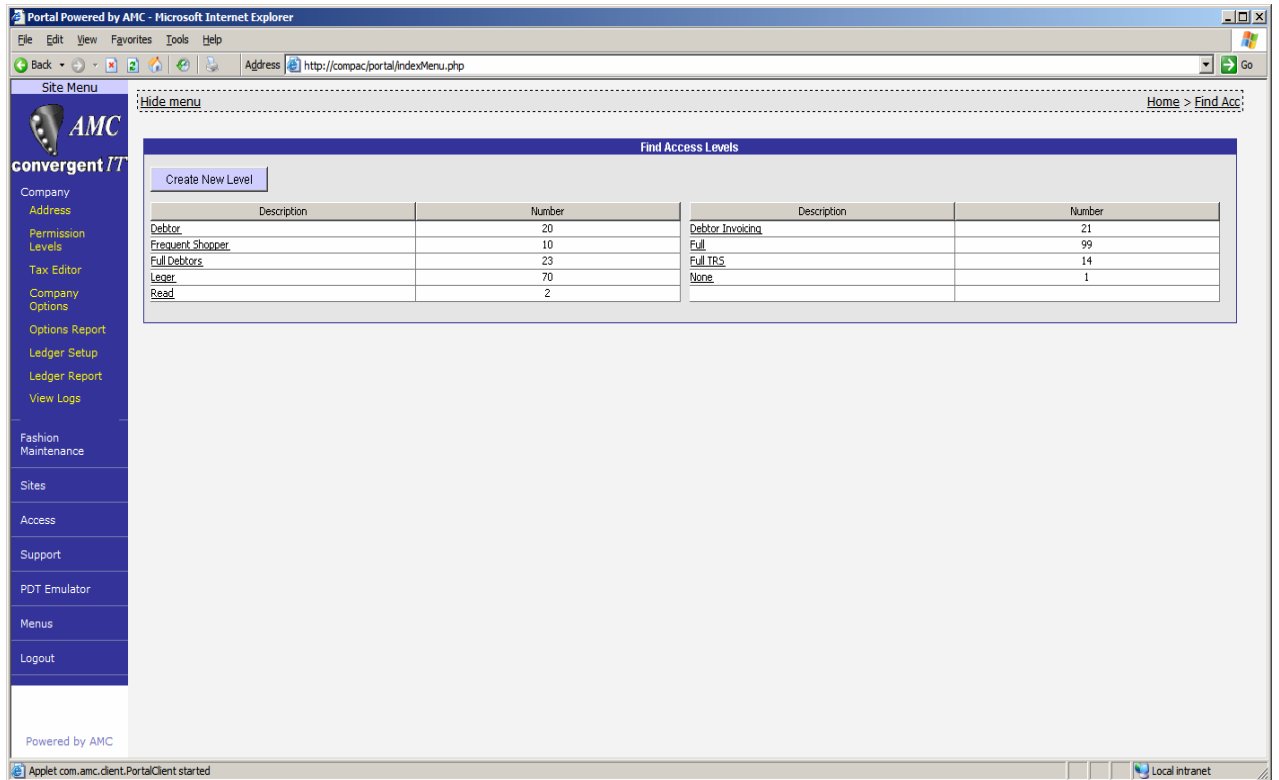 Portal Powered by AMC - Microsoft Internet Explorer
File Edit View Favorites Tools Help
Back Address http://compac/portal/indexMenu.php Go
Site Menu
AMC
convergent IT
Company
Address
Permission
Levels
Tax Editor
Company
Options
Options Report
Ledger Setup
Ledger Report
View Logs
Fashion
Maintenance
Sites
Access
Support
PDT Emulator
Menus
Logout
Powered by AMC
Hide menu Home > Find Acc
Find Access Levels
Create New Level
Description Number Description Number
Debtor 20 Debtor Invoicing 21
Frequent Shopper 10 Full 99
Full Debtors 23 Full TRS 14
Leger 70 None 1
Read 2
Applet com.amc.client.PortalClient started Local intranet